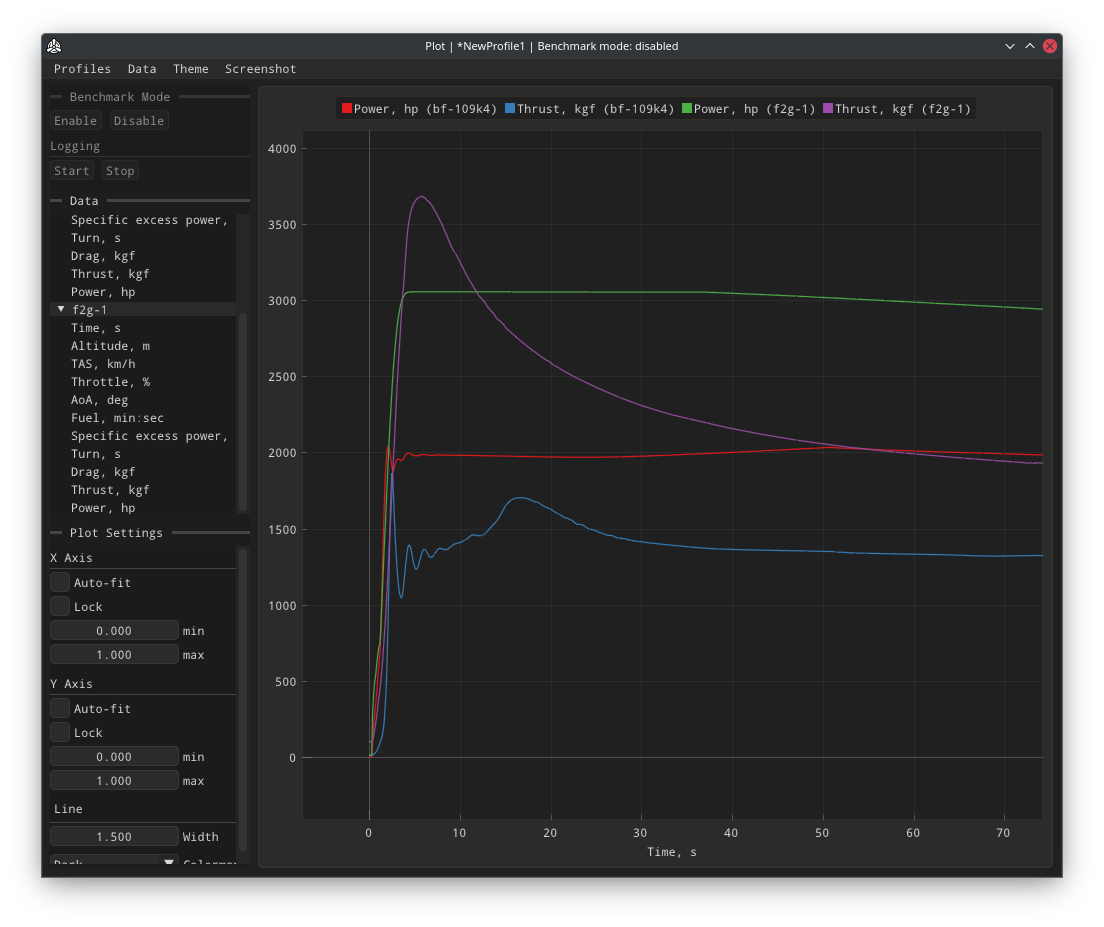 Plot | *NewProfile1 | Benchmark mode: disabled
Profiles Data Theme Screenshot
Benchmark Mode
Enable Disable
Logging
Start Stop
Data
Specific excess power,
Turn, s
Drag, kgf
Thrust, kgf
Power, hp
f2g-1
Time, s
Altitude, m
TAS, km/h
Throttle, %
AoA, deg
Fuel, min:sec
Specific excess power,
Turn, s
Drag, kgf
Thrust, kgf
Power, hp
Plot Settings
X Axis
Auto-fit
Lock
0.000 min
1.000 max
Y Axis
Auto-fit
Lock
0.000 min
1.000 max
Line
1.500 Width
Power, hp (bf-109k4) Thrust, kgf (bf-109k4) Power, hp (f2g-1) Thrust, kgf (f2g-1)
4000
3500
3000
2500
2000
1500
1000
500
0
0 10 20 30 40 50 60 70
Time, s